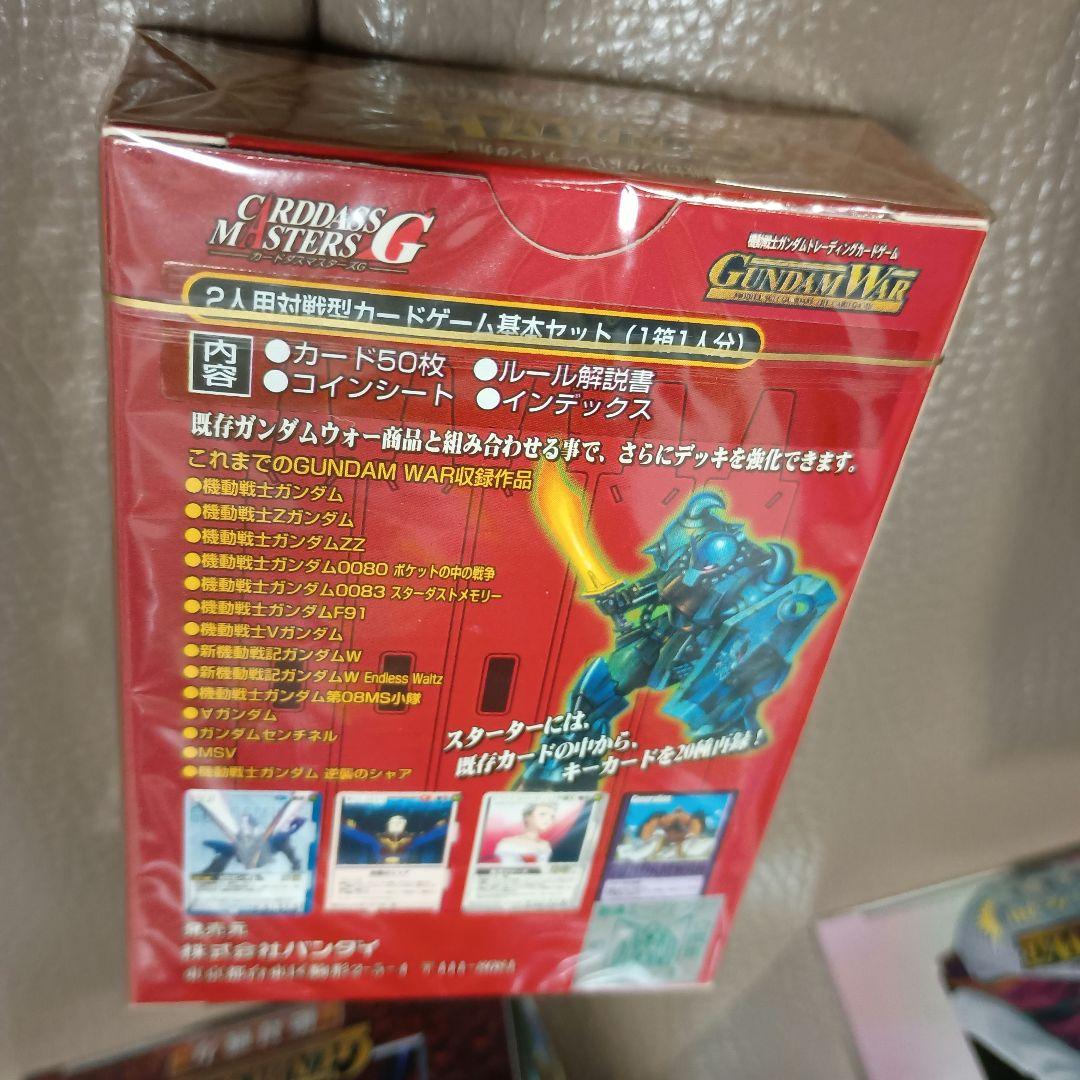 CARDDASS
MASTERS G
カードダスマスターズG
機動戦士ガンダムトレーディングカードゲーム
GUNDAM WAR
2人用対戦型カードゲーム基本セット（1箱1人分）
内容
●カード50枚 ●ルール解説書
●コインシート ●インデックス
既存ガンダムウォー商品と組み合わせる事で、さらにデッキを強化できます。
これまでのGUNDAM WAR収録作品
●機動戦士ガンダム
●機動戦士Zガンダム
●機動戦士ガンダムZZ
●機動戦士ガンダム0080 ポケットの中の戦争
●機動戦士ガンダム0083 スターダストメモリー
●機動戦士ガンダムF91
●機動戦士Vガンダム
●新機動戦記ガンダムW
●新機動戦記ガンダムW Endless Waltz
●機動戦士ガンダム第08MS小隊
●∀ガンダム
●ガンダムセンチネル
●MSV
●機動戦士ガンダム 逆襲のシャア
スターターには、
既存カードの中から、
キーカードを20種再録！
発売元
株式会社バンダイ